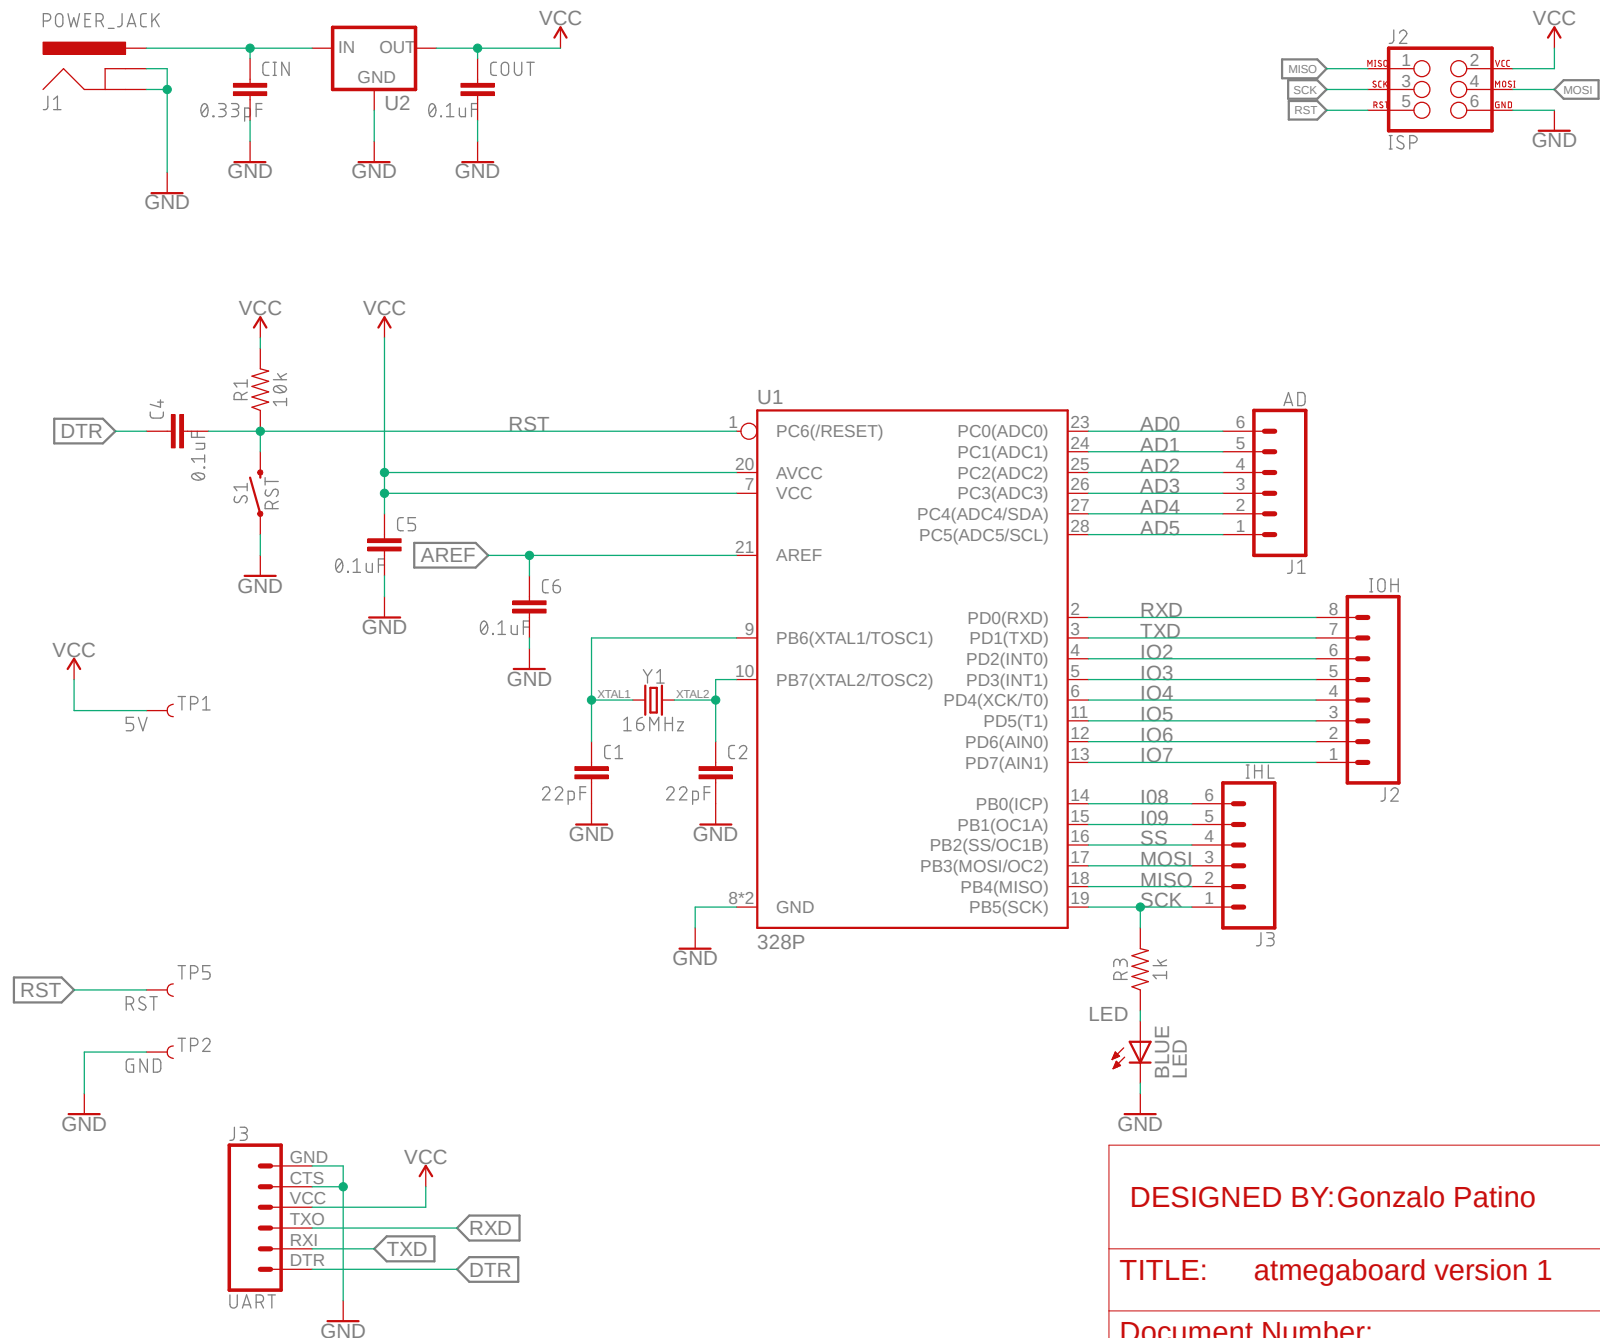 POWER_JACK
J1
GND
CIN
0.33pF
GND
IN OUT
GND
U2
GND
COUT
0.1uF
GND
VCC
J2
VCC
MISO
SCK
RST
MISO 1 2 VCC
SCK 3 4 MOSI
RST 5 6 GND
MOSI
ISP
GND
VCC
R1
10k
DTR
C4
0.1uF
S1
RST
GND
VCC
RST
C5
0.1uF
GND
AREF
C6
0.1uF
GND
XTAL1
Y1
XTAL2
16MHz
C1
22pF
GND
C2
22pF
GND
GND
U1
1 PC6(/RESET)
20 AVCC
7 VCC
21 AREF
9 PB6(XTAL1/TOSC1)
10 PB7(XTAL2/TOSC2)
8*2 GND
328P
PC0(ADC0) 23 AD0 6
PC1(ADC1) 24 AD1 5
PC2(ADC2) 25 AD2 4
PC3(ADC3) 26 AD3 3
PC4(ADC4/SDA) 27 AD4 2
PC5(ADC5/SCL) 28 AD5 1
AD
J1
PD0(RXD) 2 RXD 8
PD1(TXD) 3 TXD 7
PD2(INT0) 4 IO2 6
PD3(INT1) 5 IO3 5
PD4(XCK/T0) 6 IO4 4
PD5(T1) 11 IO5 3
PD6(AIN0) 12 IO6 2
PD7(AIN1) 13 IO7 1
IOH
J2
PB0(ICP) 14 I08 6
PB1(OC1A) 15 I09 5
PB2(SS/OC1B) 16 SS 4
PB3(MOSI/OC2) 17 MOSI 3
PB4(MISO) 18 MISO 2
PB5(SCK) 19 SCK 1
IHL
J3
R3
1k
LED
BLUE
LED
GND
VCC
5V
TP1
RST
RST
TP5
GND
TP2
GND
J3
GND
CTS
VCC
TXO
RXI
DTR
UART
VCC
RXD
TXD
DTR
GND
DESIGNED BY:Gonzalo Patino
TITLE: atmegaboard version 1
Document Number: